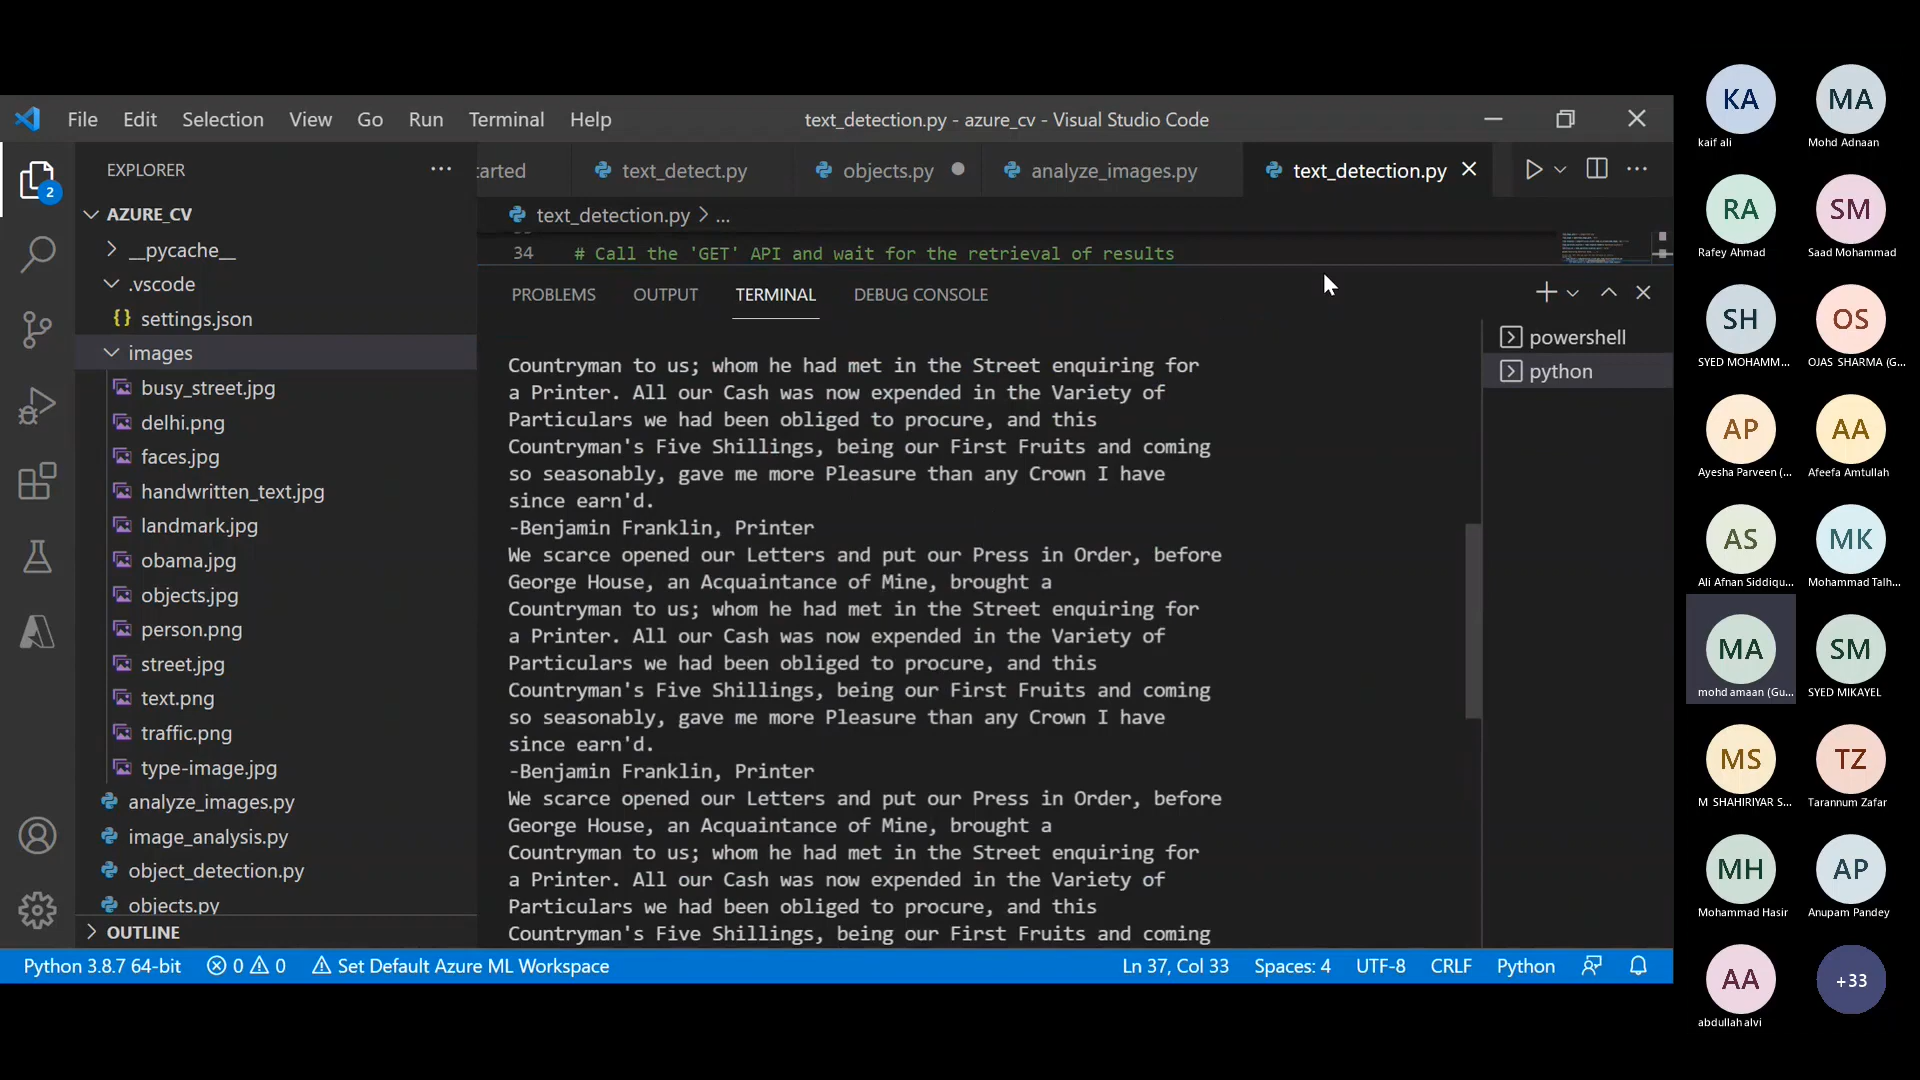 File Edit Selection View Go Run Terminal Help
text_detection.py - azure_cv - Visual Studio Code
EXPLORER
AZURE_CV
__pycache__
.vscode
settings.json
images
busy_street.jpg
delhi.png
faces.jpg
handwritten_text.jpg
landmark.jpg
obama.jpg
objects.jpg
person.png
street.jpg
text.png
traffic.png
type-image.jpg
analyze_images.py
image_analysis.py
object_detection.py
objects.py
OUTLINE
2
arted text_detect.py objects.py analyze_images.py text_detection.py
text_detection.py > ...
34 # Call the 'GET' API and wait for the retrieval of results
PROBLEMS OUTPUT TERMINAL DEBUG CONSOLE
powershell
python
Countryman to us; whom he had met in the Street enquiring for
a Printer. All our Cash was now expended in the Variety of
Particulars we had been obliged to procure, and this
Countryman's Five Shillings, being our First Fruits and coming
so seasonably, gave me more Pleasure than any Crown I have
since earn'd.
-Benjamin Franklin, Printer
We scarce opened our Letters and put our Press in Order, before
George House, an Acquaintance of Mine, brought a
Countryman to us; whom he had met in the Street enquiring for
a Printer. All our Cash was now expended in the Variety of
Particulars we had been obliged to procure, and this
Countryman's Five Shillings, being our First Fruits and coming
so seasonably, gave me more Pleasure than any Crown I have
since earn'd.
-Benjamin Franklin, Printer
We scarce opened our Letters and put our Press in Order, before
George House, an Acquaintance of Mine, brought a
Countryman to us; whom he had met in the Street enquiring for
a Printer. All our Cash was now expended in the Variety of
Particulars we had been obliged to procure, and this
Countryman's Five Shillings, being our First Fruits and coming
Python 3.8.7 64-bit 0 0 Set Default Azure ML Workspace Ln 37, Col 33 Spaces: 4 UTF-8 CRLF Python
KA MA
kaif ali Mohd Adnaan
RA SM
Rafey Ahmad Saad Mohammad
SH OS
SYED MOHAMM... OJAS SHARMA (G...
AP AA
Ayesha Parveen (... Afeefa Amtullah
AS MK
Ali Afnan Siddiqu... Mohammad Talh...
MA SM
mohd amaan (Gu... SYED MIKAYEL
MS TZ
M SHAHIRIYAR S... Tarannum Zafar
MH AP
Mohammad Hasir Anupam Pandey
AA +33
abdullah alvi